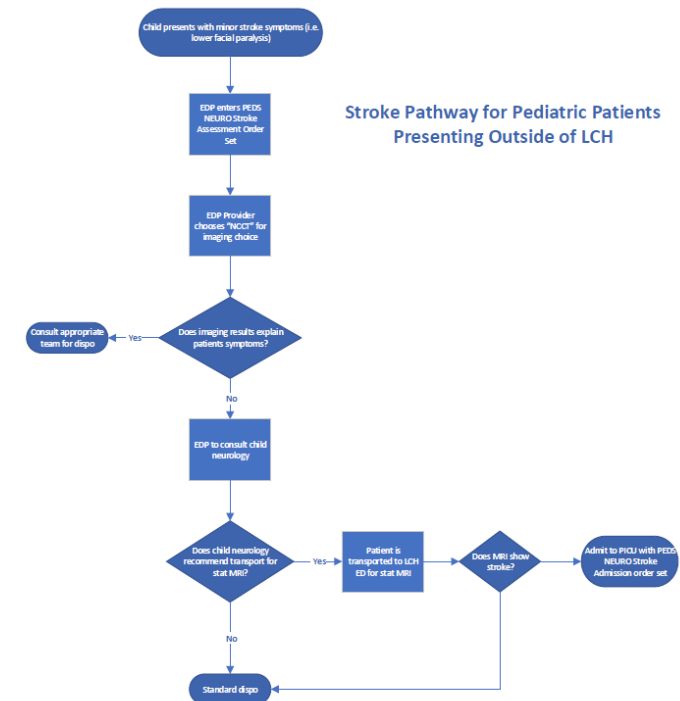 Child presents with minor stroke symptoms (i.e.
lower facial paralysis)
Stroke Pathway for Pediatric Patients
Presenting Outside of LCH
EDP enters PEDS
NEURO Stroke
Assessment Order
Set
EDP Provider
chooses "NCCT" for
imaging choice
Does imaging results explain
patients symptoms?
Yes
Consult appropriate
team for dispo
No
EDP to consult child
neurology
Does child neurology
recommend transport for
stat MRI?
Yes
Patient is
transported to LCH
ED for stat MRI
Does MRI show
stroke?
Admit to PICU with PEDS
NEURO Stroke
Admission order set
No
Standard dispo